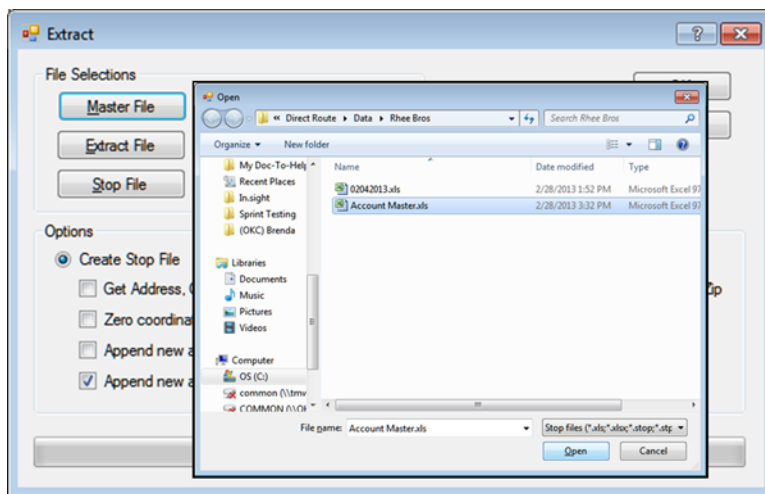 Extract
File Selections
Master File
Extract File
Stop File
Options
Create Stop File
Get Address,
Zero
Append new
Append new
Open
« Direct Route ▸ Data ▸ Rhee Bros
Search Rhee Bros
Organize
New folder
My Doc-To-Help
Recent Places
In.sight
Sprint Testing
(OKC) Brenda
Libraries
Documents
Music
Pictures
Videos
Computer
OS (C:)
common (\\tmw
COMMON
Name Date modified Type
02042013.xls 2/28/2013 1:52 PM Microsoft Excel 97
Account Master.xls 2/28/2013 3:32 PM Microsoft Excel 97
File name: Account Master.xls
Stop files (*.xls;*.xlsx;*.stop;*.stp
Open
Cancel